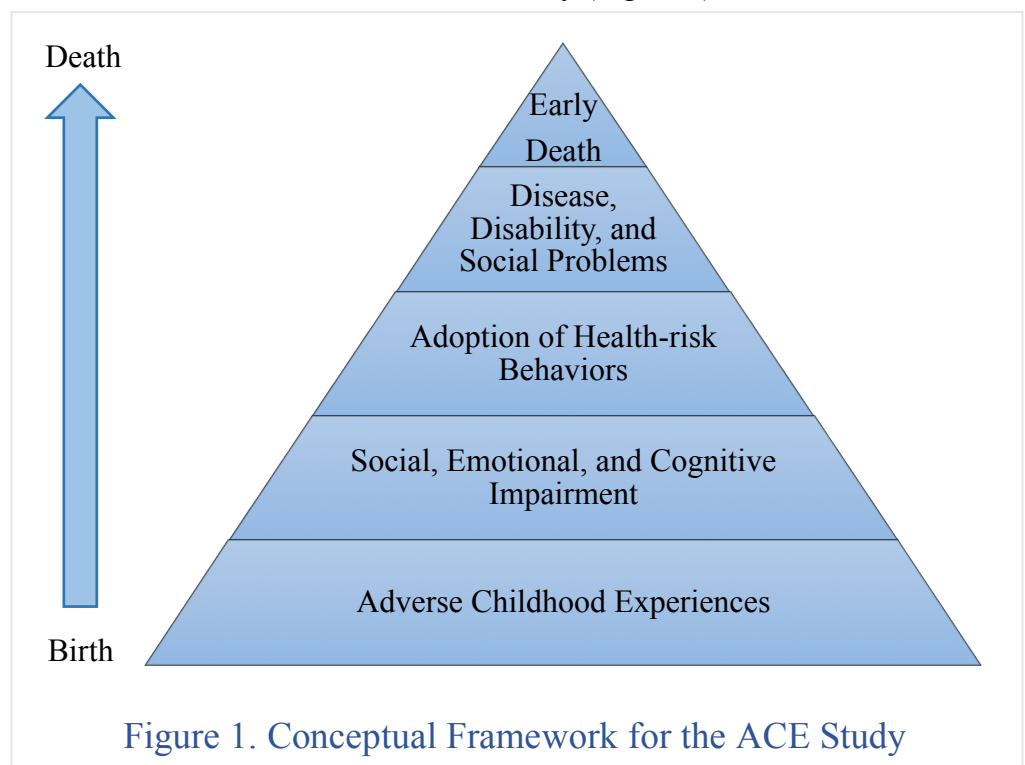 Death
Early
Death
Disease,
Disability, and
Social Problems
Adoption of Health-risk
Behaviors
Social, Emotional, and Cognitive
Impairment
Adverse Childhood Experiences
Birth
Figure 1. Conceptual Framework for the ACE Study